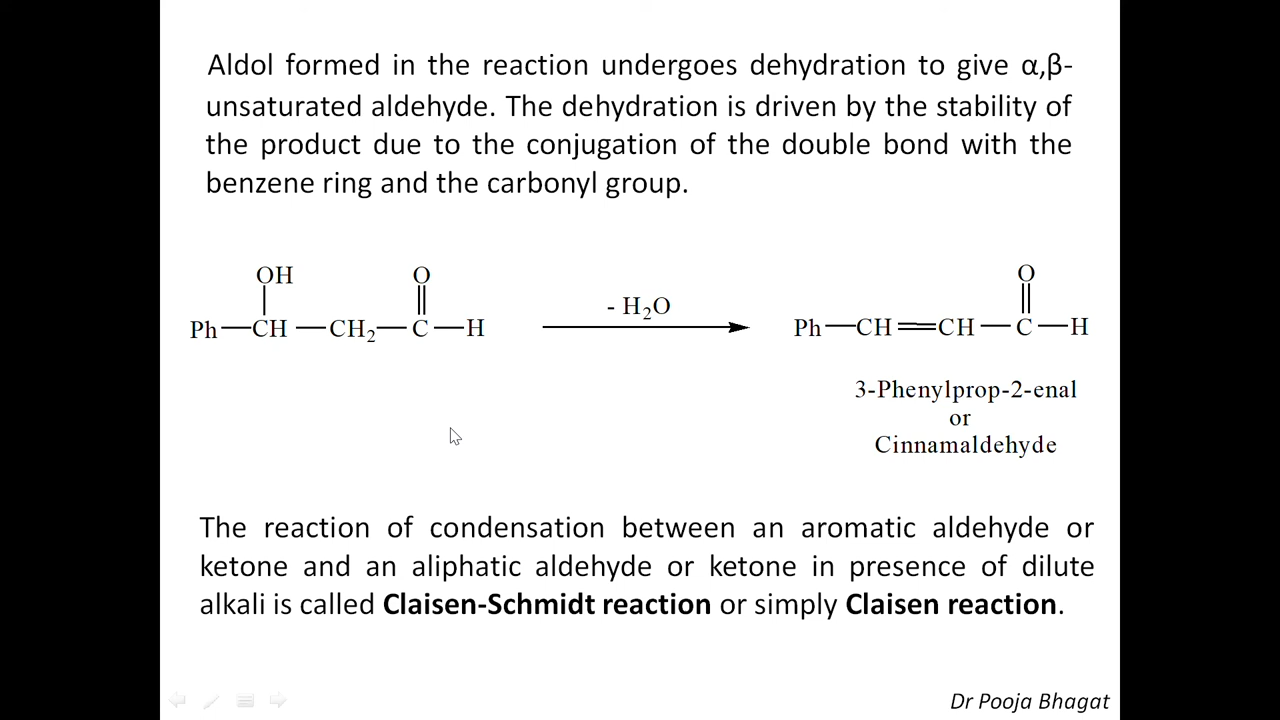 Aldol formed in the reaction undergoes dehydration to give α,β-
unsaturated aldehyde. The dehydration is driven by the stability of
the product due to the conjugation of the double bond with the
benzene ring and the carbonyl group.
OH O - H₂O O
Ph—CH—CH₂—C—H Ph—CH=CH—C—H
3-Phenylprop-2-enal
or
Cinnamaldehyde
The reaction of condensation between an aromatic aldehyde or
ketone and an aliphatic aldehyde or ketone in presence of dilute
alkali is called Claisen-Schmidt reaction or simply Claisen reaction.
Dr Pooja Bhagat